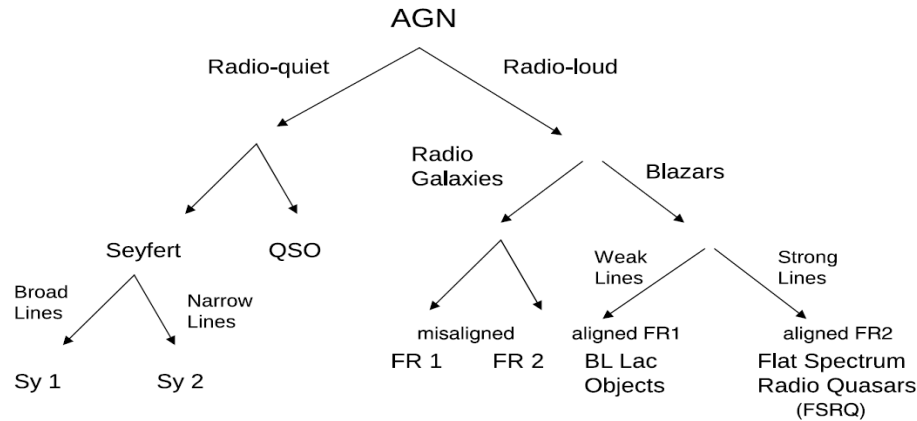 AGN
Radio-quiet
Radio-loud
Radio
Galaxies
Blazars
Seyfert
QSO
Weak
Lines
Strong
Lines
Broad
Lines
Narrow
Lines
misaligned
aligned FR1
aligned FR2
FR 1
FR 2
BL Lac
Objects
Flat Spectrum
Radio Quasars
(FSRQ)
Sy 1
Sy 2